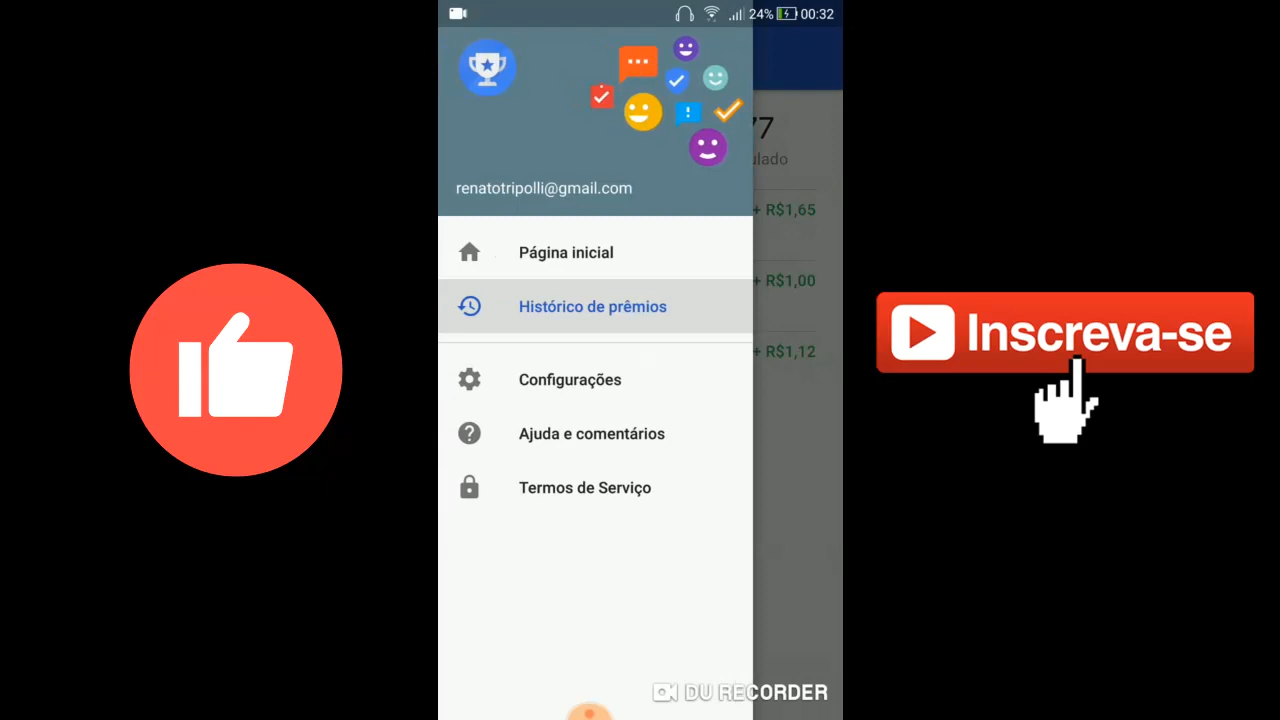 24% 00:32
77
renatotripolli@gmail.com
+ R$1,65
Página inicial
+ R$1,00
Histórico de prêmios
Inscreva-se
+ R$1,12
Configurações
Ajuda e comentários
Termos de Serviço
DU RECORDER